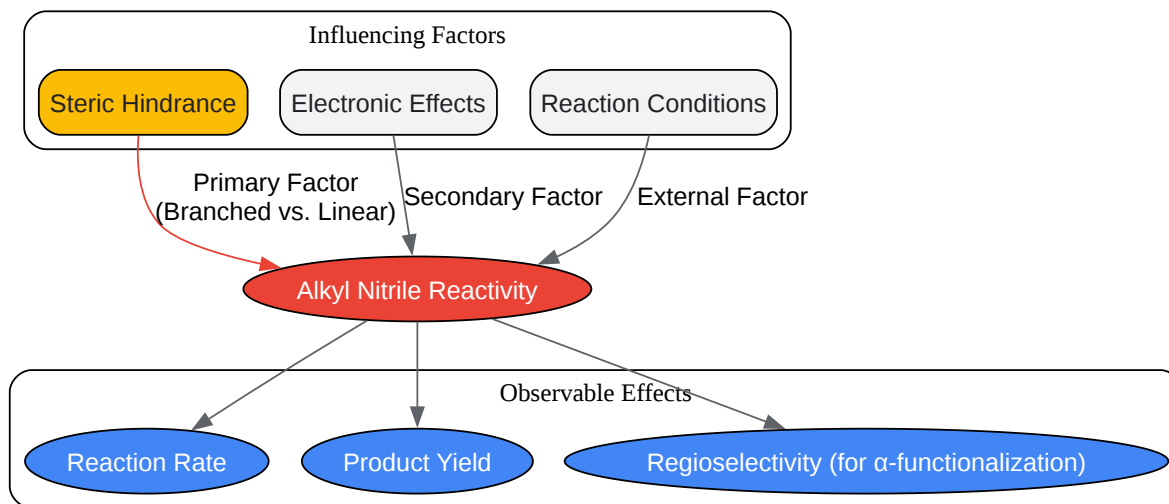 Influencing Factors
Steric Hindrance
Electronic Effects
Reaction Conditions
Primary Factor
(Branched vs. Linear)
Secondary Factor
External Factor
Alkyl Nitrile Reactivity
Observable Effects
Reaction Rate
Product Yield
Regioselectivity (for α-functionalization)